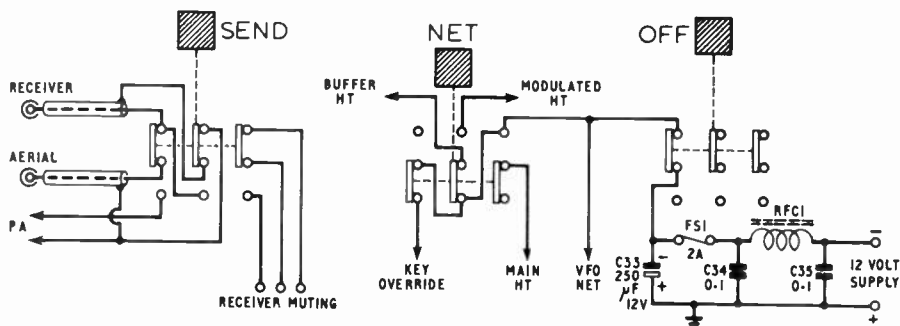 SEND
NET
OFF
RECEIVER
AERIAL
PA
RECEIVER MUTING
BUFFER
HT
MODULATED
HT
KEY
OVERRIDE
MAIN
HT
VFO
NET
C33
250
µF
12V
-
+
FS1
2A
C34
0·1
RFC1
C35
0·1
-
12 VOLT
SUPPLY
+